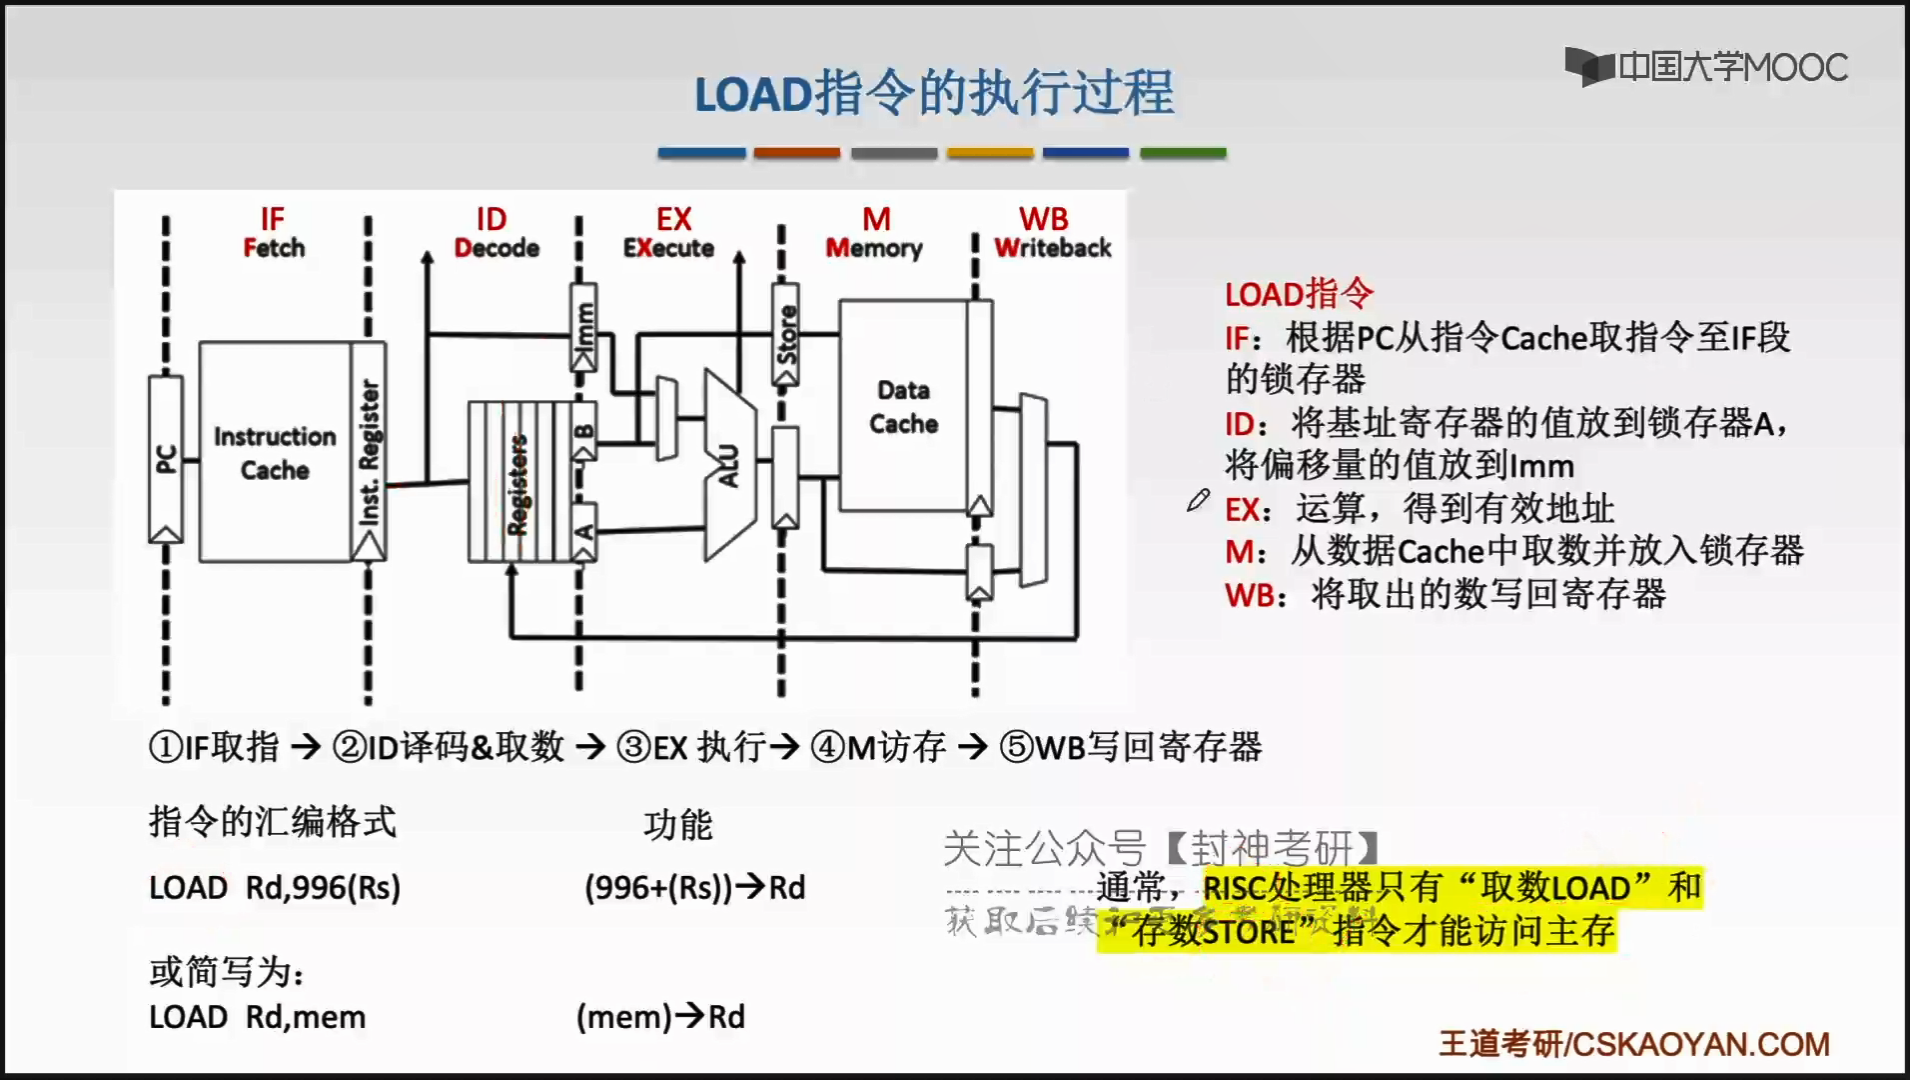 LOAD指令的执行过程
中国大学MOOC
IF
Fetch
ID
Decode
EX
EXecute
M
Memory
WB
Writeback
PC
Instruction
Cache
Inst. Register
Registers
Imm
B
A
ALU
Store
Data
Cache
LOAD指令
IF：根据PC从指令Cache取指令至IF段
的锁存器
ID：将基址寄存器的值放到锁存器A，
将偏移量的值放到Imm
EX：运算，得到有效地址
M：从数据Cache中取数并放入锁存器
WB：将取出的数写回寄存器
①IF取指 → ②ID译码&取数 → ③EX 执行→ ④M访存 → ⑤WB写回寄存器
指令的汇编格式 功能
LOAD Rd,996(Rs) (996+(Rs))→Rd
或简写为:
LOAD Rd,mem (mem)→Rd
关注公众号【封神考研】
获取后续
通常，RISC处理器只有“取数LOAD”和
“存数STORE”指令才能访问主存
王道考研/CSKAOYAN.COM